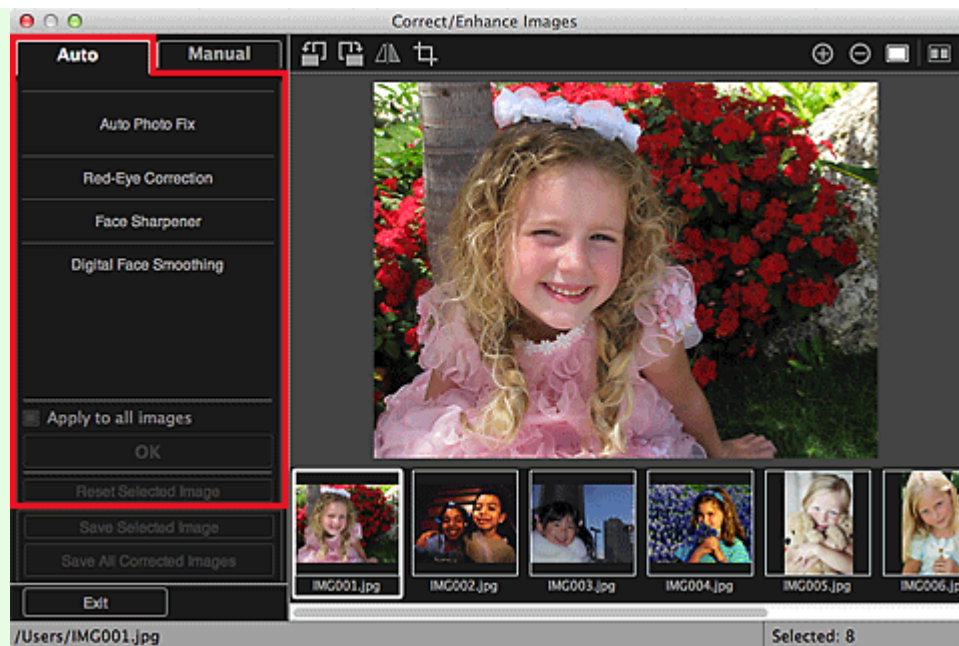 Correct/Enhance Images
Auto
Manual
Auto Photo Fix
Red-Eye Correction
Face Sharpener
Digital Face Smoothing
Apply to all images
OK
Reset Selected Image
Save Selected Image
Save All Corrected Images
Exit
IMG001.jpg
IMG002.jpg
IMG003.jpg
IMG004.jpg
IMG005.jpg
IMG006.jp
/Users/IMG001.jpg
Selected: 8